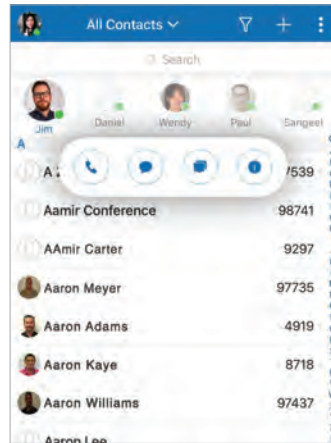 All Contacts
Search
Jim Daniel Wendy Paul Sangeel
A
A 7539
Aamir Conference 98741
AAmir Carter 9297
Aaron Meyer 97735
Aaron Adams 4919
Aaron Kaye 8718
Aaron Williams 97437
Aaron Lee